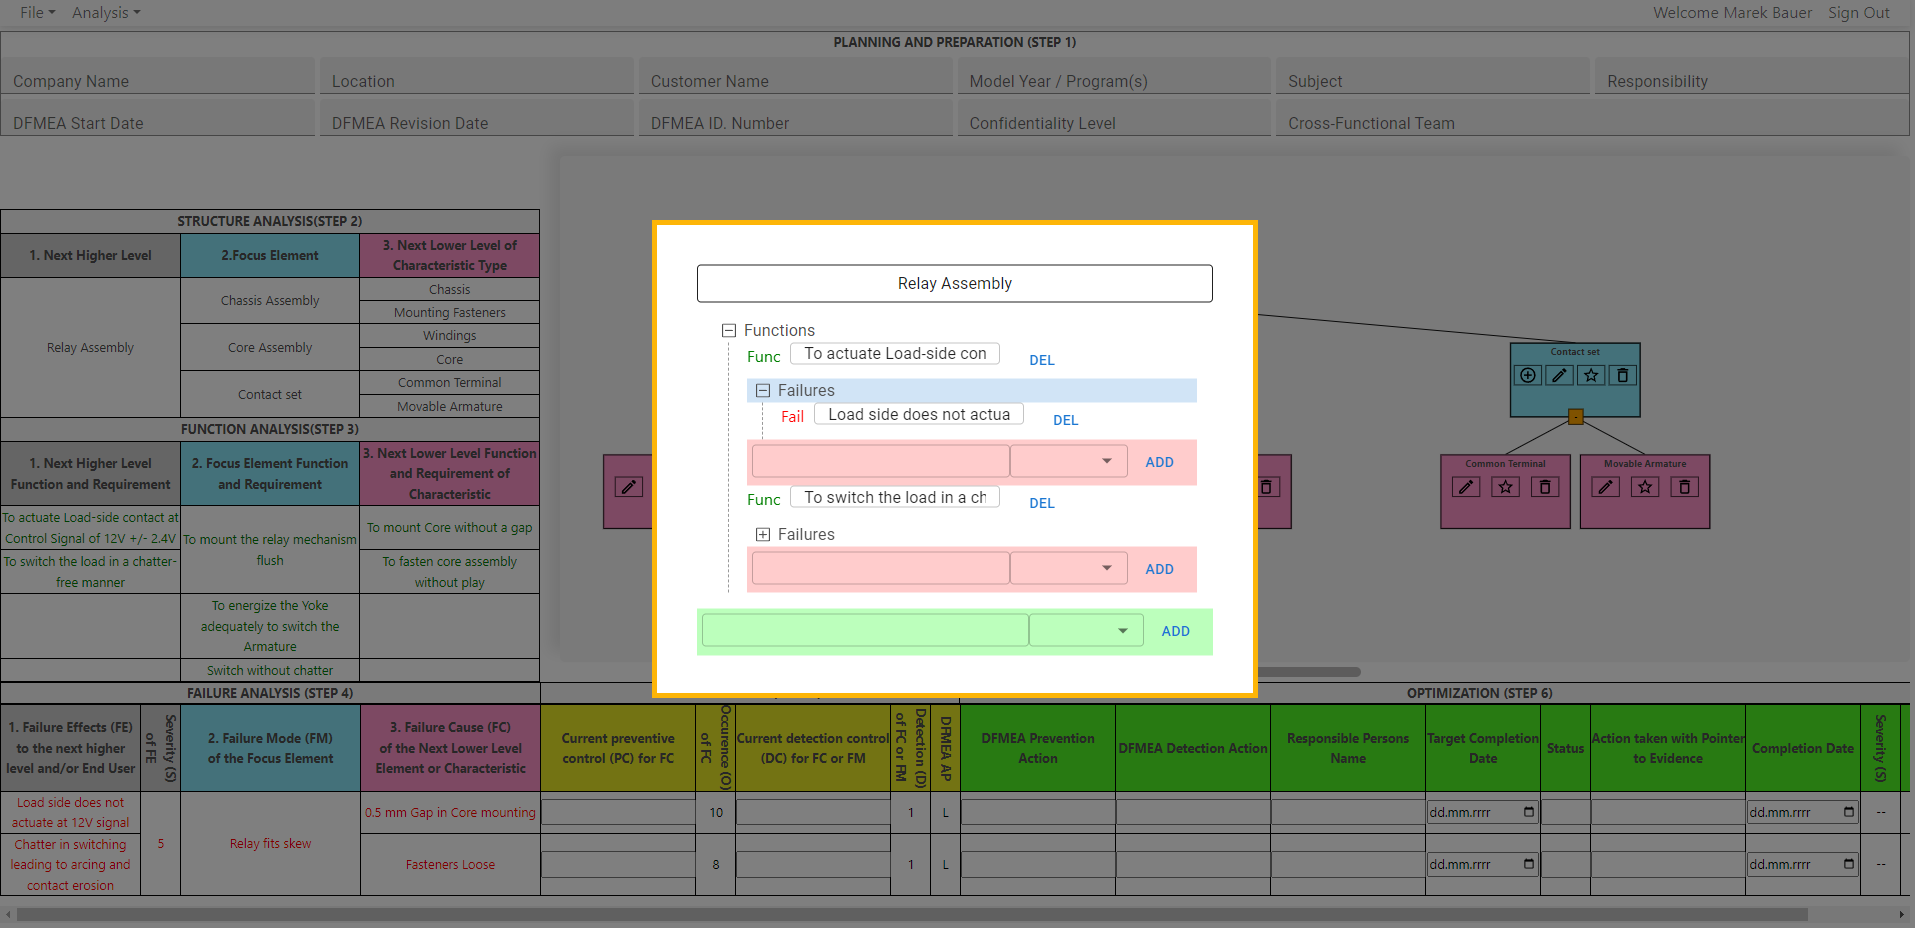 File Analysis Welcome Marek Bauer Sign Out
PLANNING AND PREPARATION (STEP 1)
Company Name Location Customer Name Model Year / Program(s) Subject Responsibility
DFMEA Start Date DFMEA Revision Date DFMEA ID. Number Confidentiality Level Cross-Functional Team
STRUCTURE ANALYSIS(STEP 2)
1. Next Higher Level
2.Focus Element
3. Next Lower Level of
Characteristic Type
Relay Assembly
Chassis Assembly
Chassis
Mounting Fasteners
Core Assembly
Windings
Core
Contact set
Common Terminal
Movable Armature
FUNCTION ANALYSIS(STEP 3)
1. Next Higher Level
Function and Requirement
2. Focus Element Function
and Requirement
3. Next Lower Level Function
and Requirement of
Characteristic
To actuate Load-side contact at
Control Signal of 12V +/- 2.4V
To mount the relay mechanism
flush
To mount Core without a gap
To switch the load in a chatter-
free manner
To fasten core assembly
without play
To energize the Yoke
adequately to switch the
Armature
Switch without chatter
Relay Assembly
Functions
Func To actuate Load-side con DEL
Failures
Fail Load side does not actua DEL
ADD
Func To switch the load in a ch DEL
Failures
ADD
ADD
Contact set
-
Common Terminal
Movable Armature
FAILURE ANALYSIS (STEP 4)
OPTIMIZATION (STEP 6)
1. Failure Effects (FE)
to the next higher
level and/or End User
Severity (S)
of FE
2. Failure Mode (FM)
of the Focus Element
3. Failure Cause (FC)
of the Next Lower Level
Element or Characteristic
Current preventive
control (PC) for FC
Occurence (O)
of FC
Current detection control
(DC) for FC or FM
Detection (D)
of FC or FM
DFMEA AP
DFMEA Prevention
Action
DFMEA Detection Action
Responsible Persons
Name
Target Completion
Date
Status
Action taken with Pointer
to Evidence
Completion Date
Severity (S)
Load side does not
actuate at 12V signal
5
Relay fits skew
0.5 mm Gap in Core mounting
10
1
L
dd.mm.rrrr
dd.mm.rrrr
--
Chatter in switching
leading to arcing and
contact erosion
Fasteners Loose
8
1
L
dd.mm.rrrr
dd.mm.rrrr
--